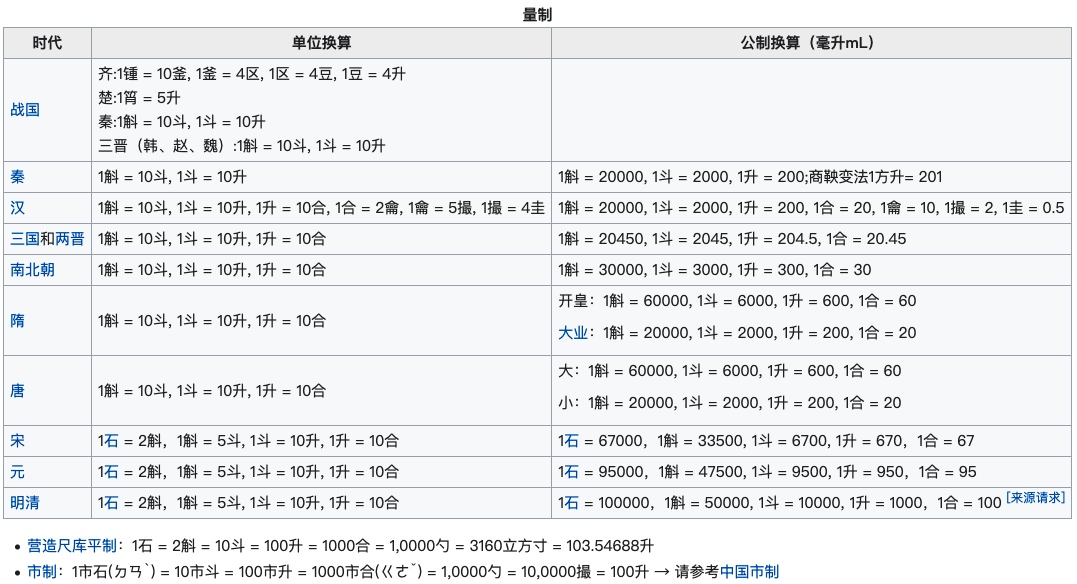 量制
时代 单位换算 公制换算（毫升mL）
战国
齐:1锺 = 10釜, 1釜 = 4区, 1区 = 4豆, 1豆 = 4升
楚:1筲 = 5升
秦:1斛 = 10斗, 1斗 = 10升
三晋（韩、赵、魏）:1斛 = 10斗, 1斗 = 10升
秦 1斛 = 10斗, 1斗 = 10升 1斛 = 20000, 1斗 = 2000, 1升 = 200;商鞅变法1方升= 201
汉 1斛 = 10斗, 1斗 = 10升, 1升 = 10合, 1合 = 2龠, 1龠 = 5撮, 1撮 = 4圭 1斛 = 20000, 1斗 = 2000, 1升 = 200, 1合 = 20, 1龠 = 10, 1撮 = 2, 1圭 = 0.5
三国和两晋 1斛 = 10斗, 1斗 = 10升, 1升 = 10合 1斛 = 20450, 1斗 = 2045, 1升 = 204.5, 1合 = 20.45
南北朝 1斛 = 10斗, 1斗 = 10升, 1升 = 10合 1斛 = 30000, 1斗 = 3000, 1升 = 300, 1合 = 30
隋 1斛 = 10斗, 1斗 = 10升, 1升 = 10合
开皇：1斛 = 60000, 1斗 = 6000, 1升 = 600, 1合 = 60
大业：1斛 = 20000, 1斗 = 2000, 1升 = 200, 1合 = 20
唐 1斛 = 10斗, 1斗 = 10升, 1升 = 10合
大：1斛 = 60000, 1斗 = 6000, 1升 = 600, 1合 = 60
小：1斛 = 20000, 1斗 = 2000, 1升 = 200, 1合 = 20
宋 1石 = 2斛，1斛 = 5斗, 1斗 = 10升, 1升 = 10合 1石 = 67000，1斛 = 33500, 1斗 = 6700, 1升 = 670，1合 = 67
元 1石 = 2斛，1斛 = 5斗, 1斗 = 10升, 1升 = 10合 1石 = 95000，1斛 = 47500, 1斗 = 9500, 1升 = 950，1合 = 95
明清 1石 = 2斛，1斛 = 5斗, 1斗 = 10升, 1升 = 10合 1石 = 100000，1斛 = 50000, 1斗 = 10000, 1升 = 1000，1合 = 100 [来源请求]
• 营造尺库平制：1石 = 2斛 = 10斗 = 100升 = 1000合 = 1,0000勺 = 3160立方寸 = 103.54688升
• 市制：1市石(ㄉㄢˋ) = 10市斗 = 100市升 = 1000市合(ㄍㄜˇ) = 1,0000勺 = 10,0000撮 = 100升 → 请参考中国市制